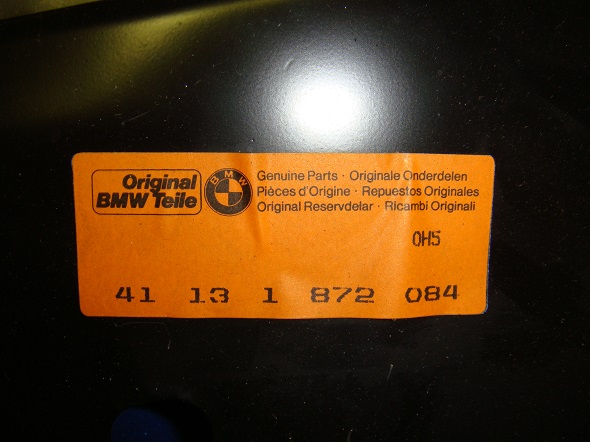 Original
BMW Teile
BMW
Genuine Parts · Originale Onderdelen
Pièces d'Origine · Repuestos Originales
Original Reservdelar · Ricambi Originali
0H5
41 13 1 872 084